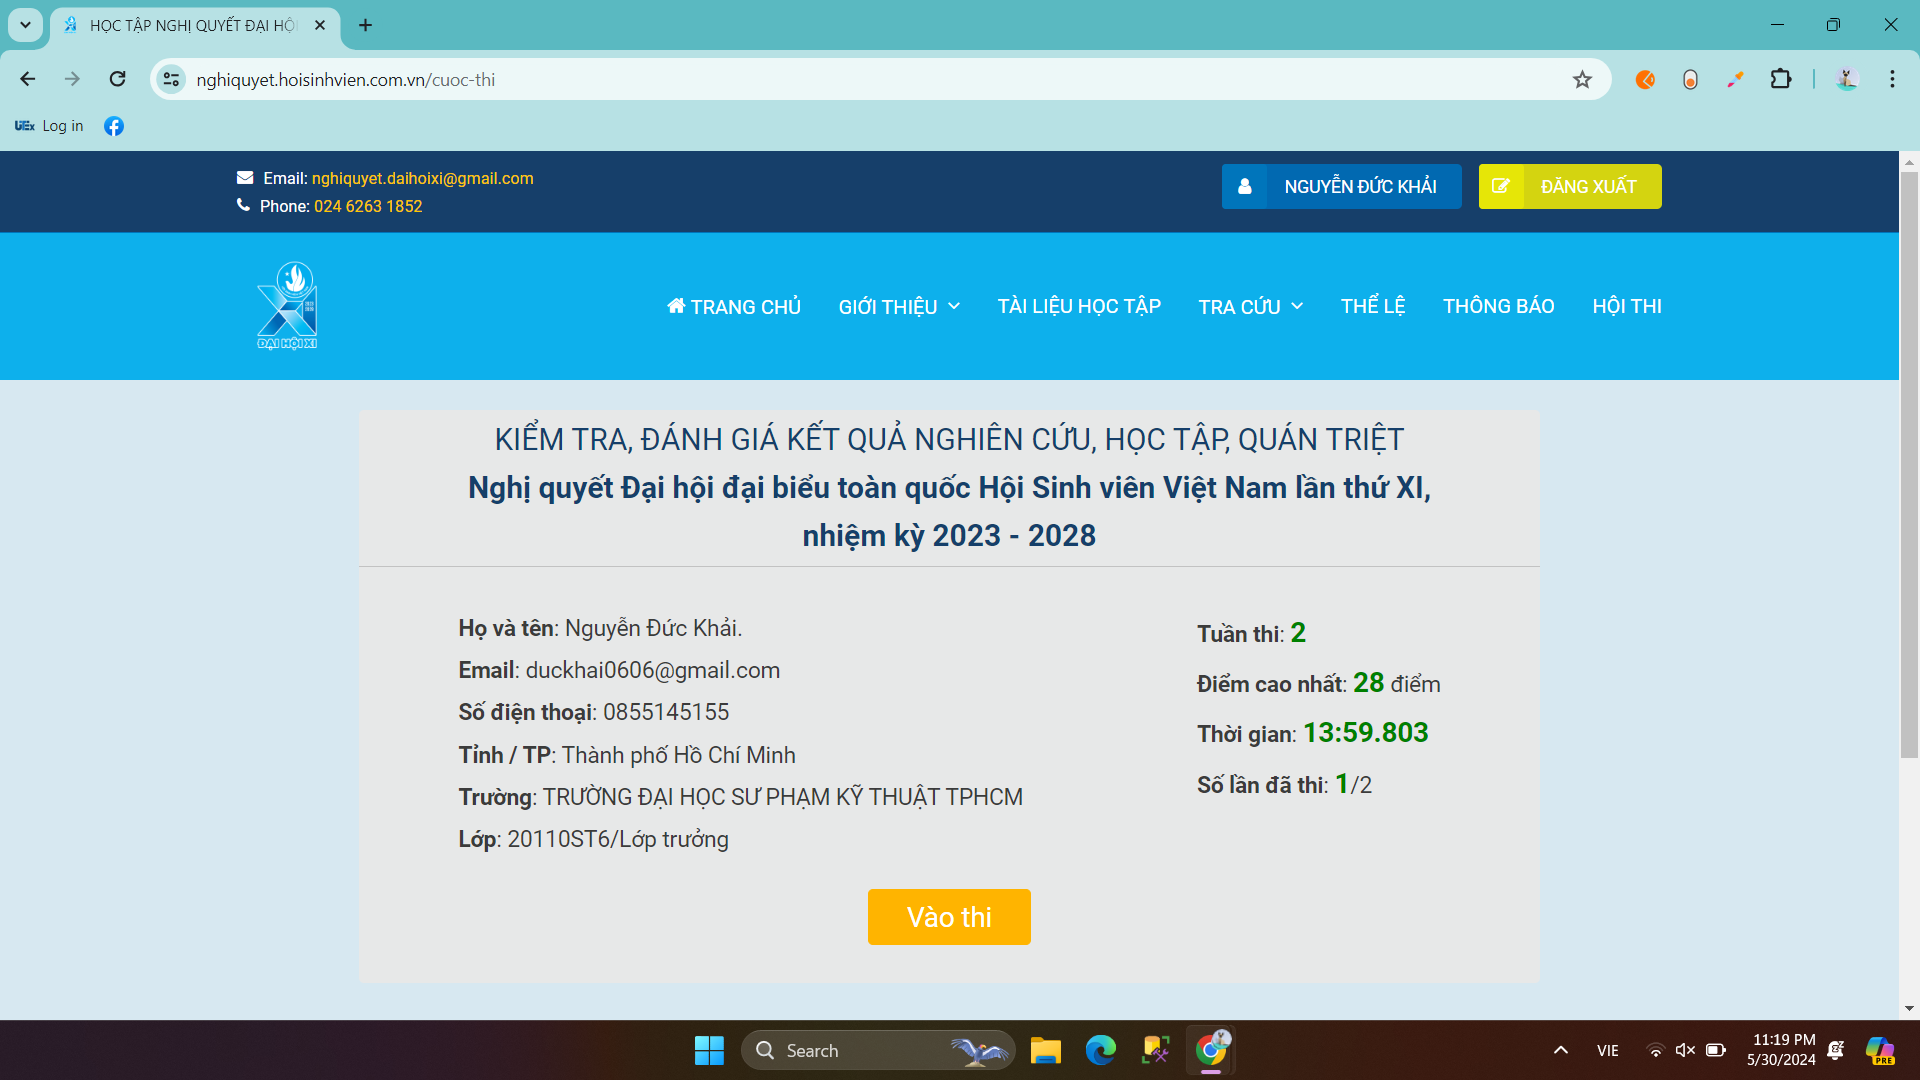 HỌC TẬP NGHỊ QUYẾT ĐẠI HỘI
nghiquyet.hoisinhvien.com.vn/cuoc-thi
UTEx Log in
Email: nghiquyet.daihoixi@gmail.com
Phone: 024 6263 1852
NGUYỄN ĐỨC KHẢI
ĐĂNG XUẤT
XI
ĐẠI HỘI XI
TRANG CHỦ GIỚI THIỆU TÀI LIỆU HỌC TẬP TRA CỨU THỂ LỆ THÔNG BÁO HỘI THI
KIỂM TRA, ĐÁNH GIÁ KẾT QUẢ NGHIÊN CỨU, HỌC TẬP, QUÁN TRIỆT
Nghị quyết Đại hội đại biểu toàn quốc Hội Sinh viên Việt Nam lần thứ XI,
nhiệm kỳ 2023 - 2028
Họ và tên: Nguyễn Đức Khải.
Email: duckhai0606@gmail.com
Số điện thoại: 0855145155
Tỉnh / TP: Thành phố Hồ Chí Minh
Trường: TRƯỜNG ĐẠI HỌC SƯ PHẠM KỸ THUẬT TPHCM
Lớp: 20110ST6/Lớp trưởng
Tuần thi: 2
Điểm cao nhất: 28 điểm
Thời gian: 13:59.803
Số lần đã thi: 1/2
Vào thi
Search
VIE
11:19 PM
5/30/2024
PRE